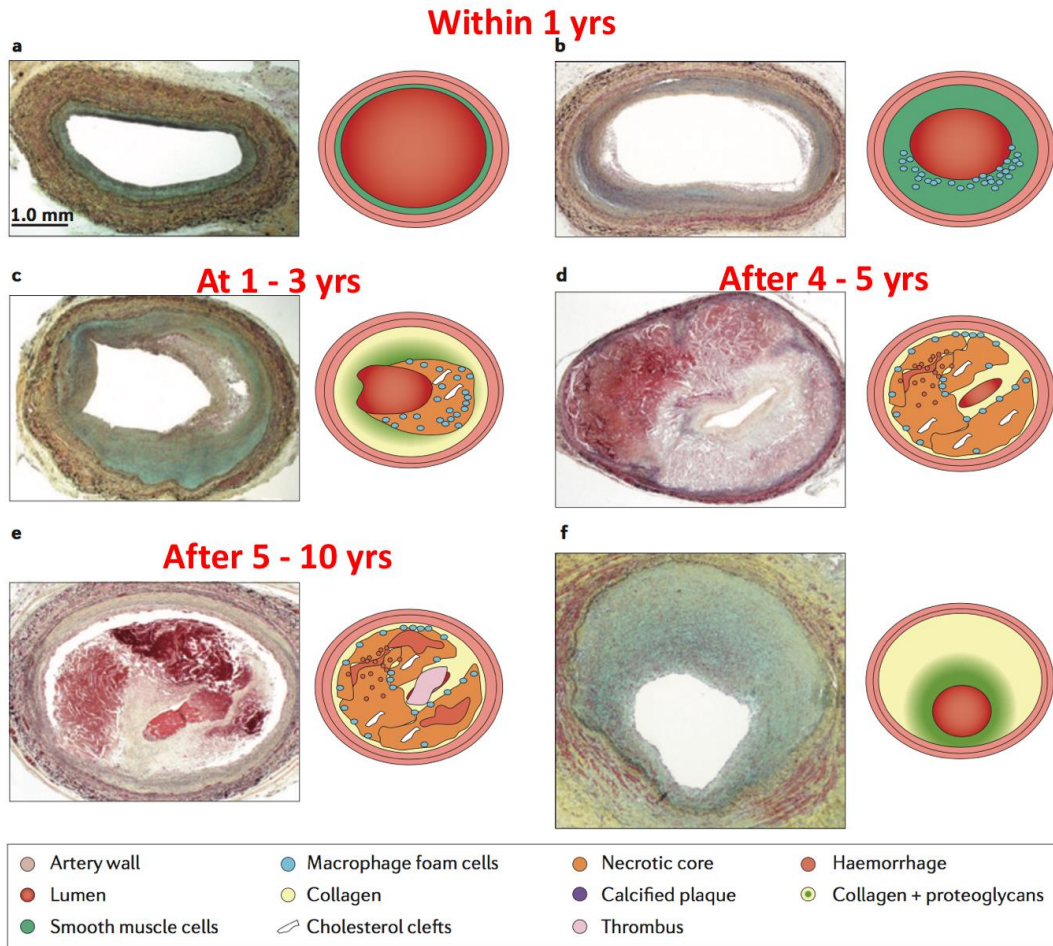 Within 1 yrs
a
b
1.0 mm
c
At 1 - 3 yrs
d
After 4 - 5 yrs
e
After 5 - 10 yrs
f
Artery wall
Macrophage foam cells
Necrotic core
Haemorrhage
Lumen
Collagen
Calcified plaque
Collagen + proteoglycans
Smooth muscle cells
Cholesterol clefts
Thrombus